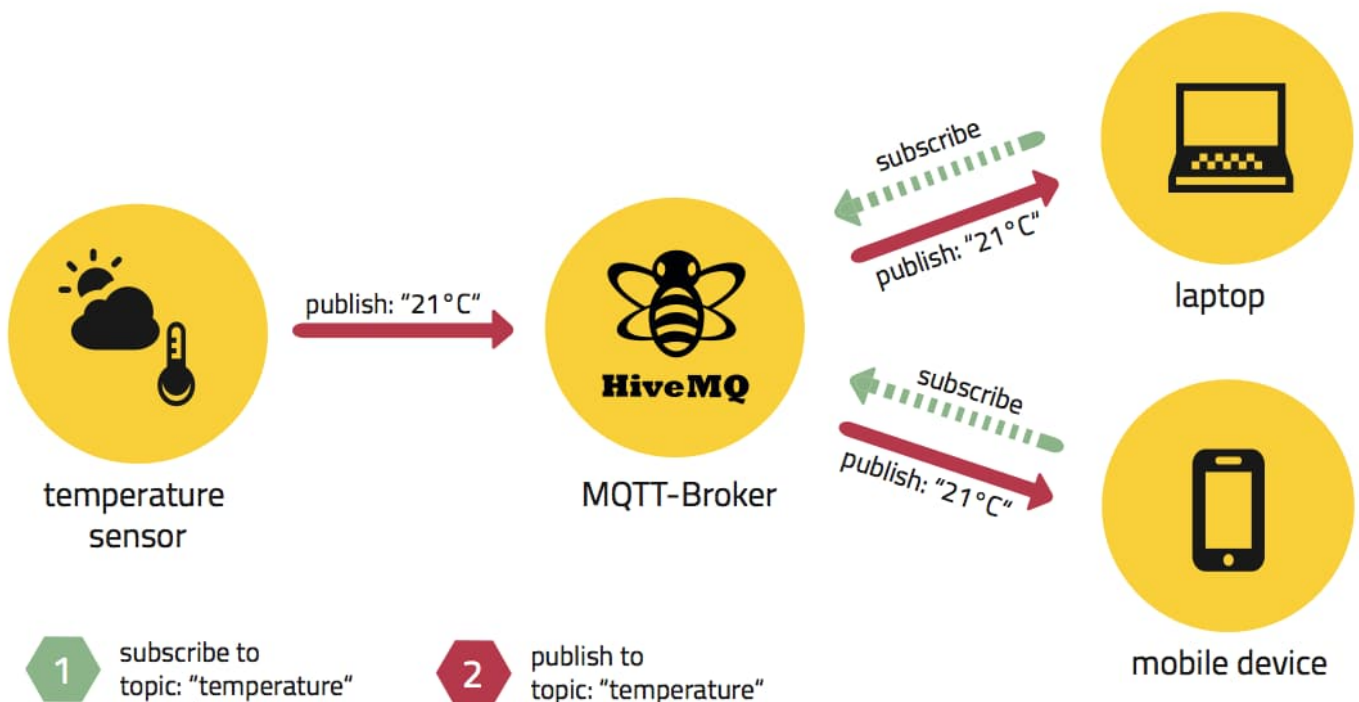 subscribe
publish: “21°C“
laptop
publish: “21°C“
HiveMQ
MQTT-Broker
temperature
sensor
subscribe
publish: “21°C“
mobile device
1
subscribe to
topic: “temperature“
2
publish to
topic: “temperature“